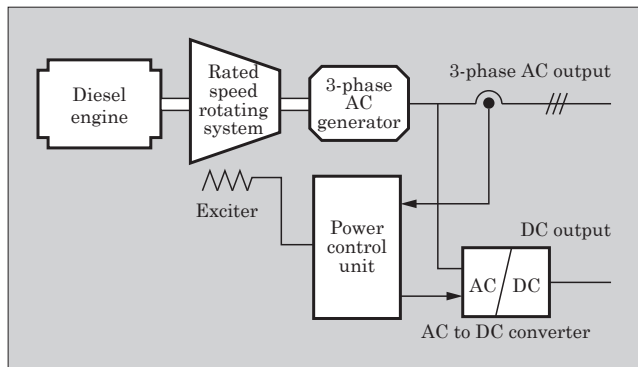 Diesel
engine
Rated
speed
rotating
system
3-phase
AC
generator
3-phase AC output
Exciter
Power
control
unit
DC output
AC
DC
AC to DC converter